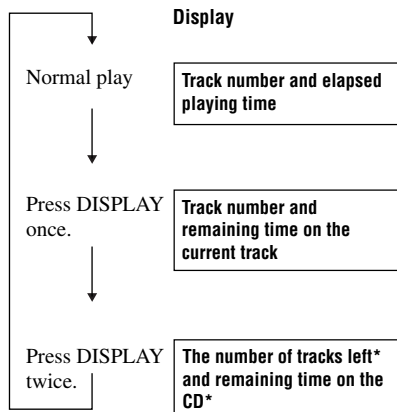 Display
Normal play
Track number and elapsed
playing time
Press DISPLAY
once.
Track number and
remaining time on the
current track
Press DISPLAY
twice.
The number of tracks left*
and remaining time on the
CD*